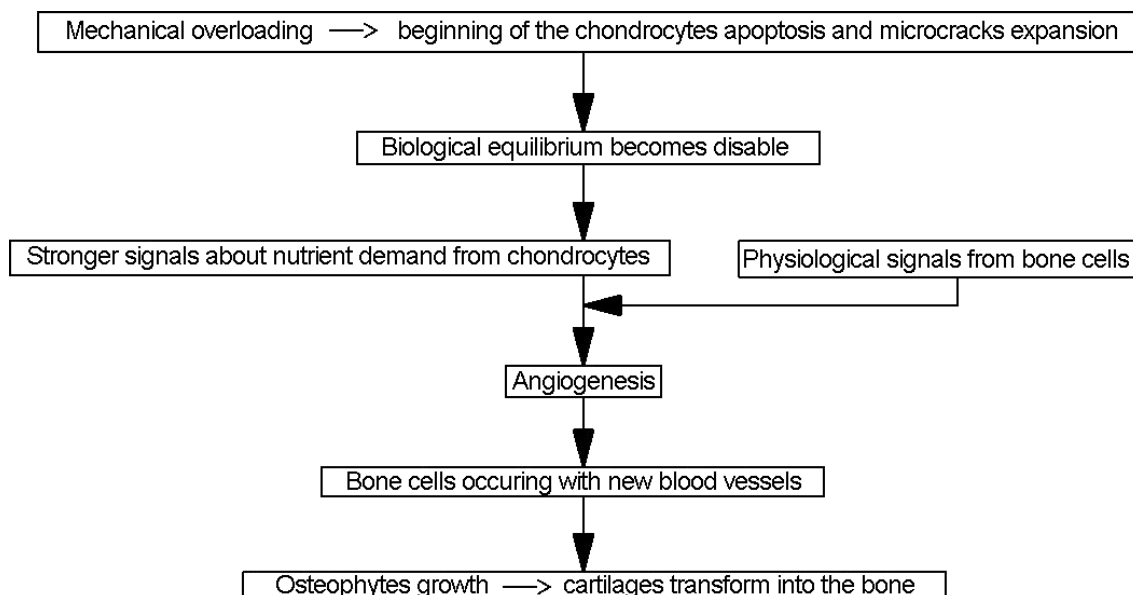 Mechanical overloading —> beginning of the chondrocytes apoptosis and microcracks expansion
Biological equilibrium becomes disable
Stronger signals about nutrient demand from chondrocytes
Physiological signals from bone cells
Angiogenesis
Bone cells occuring with new blood vessels
Osteophytes growth —> cartilages transform into the bone